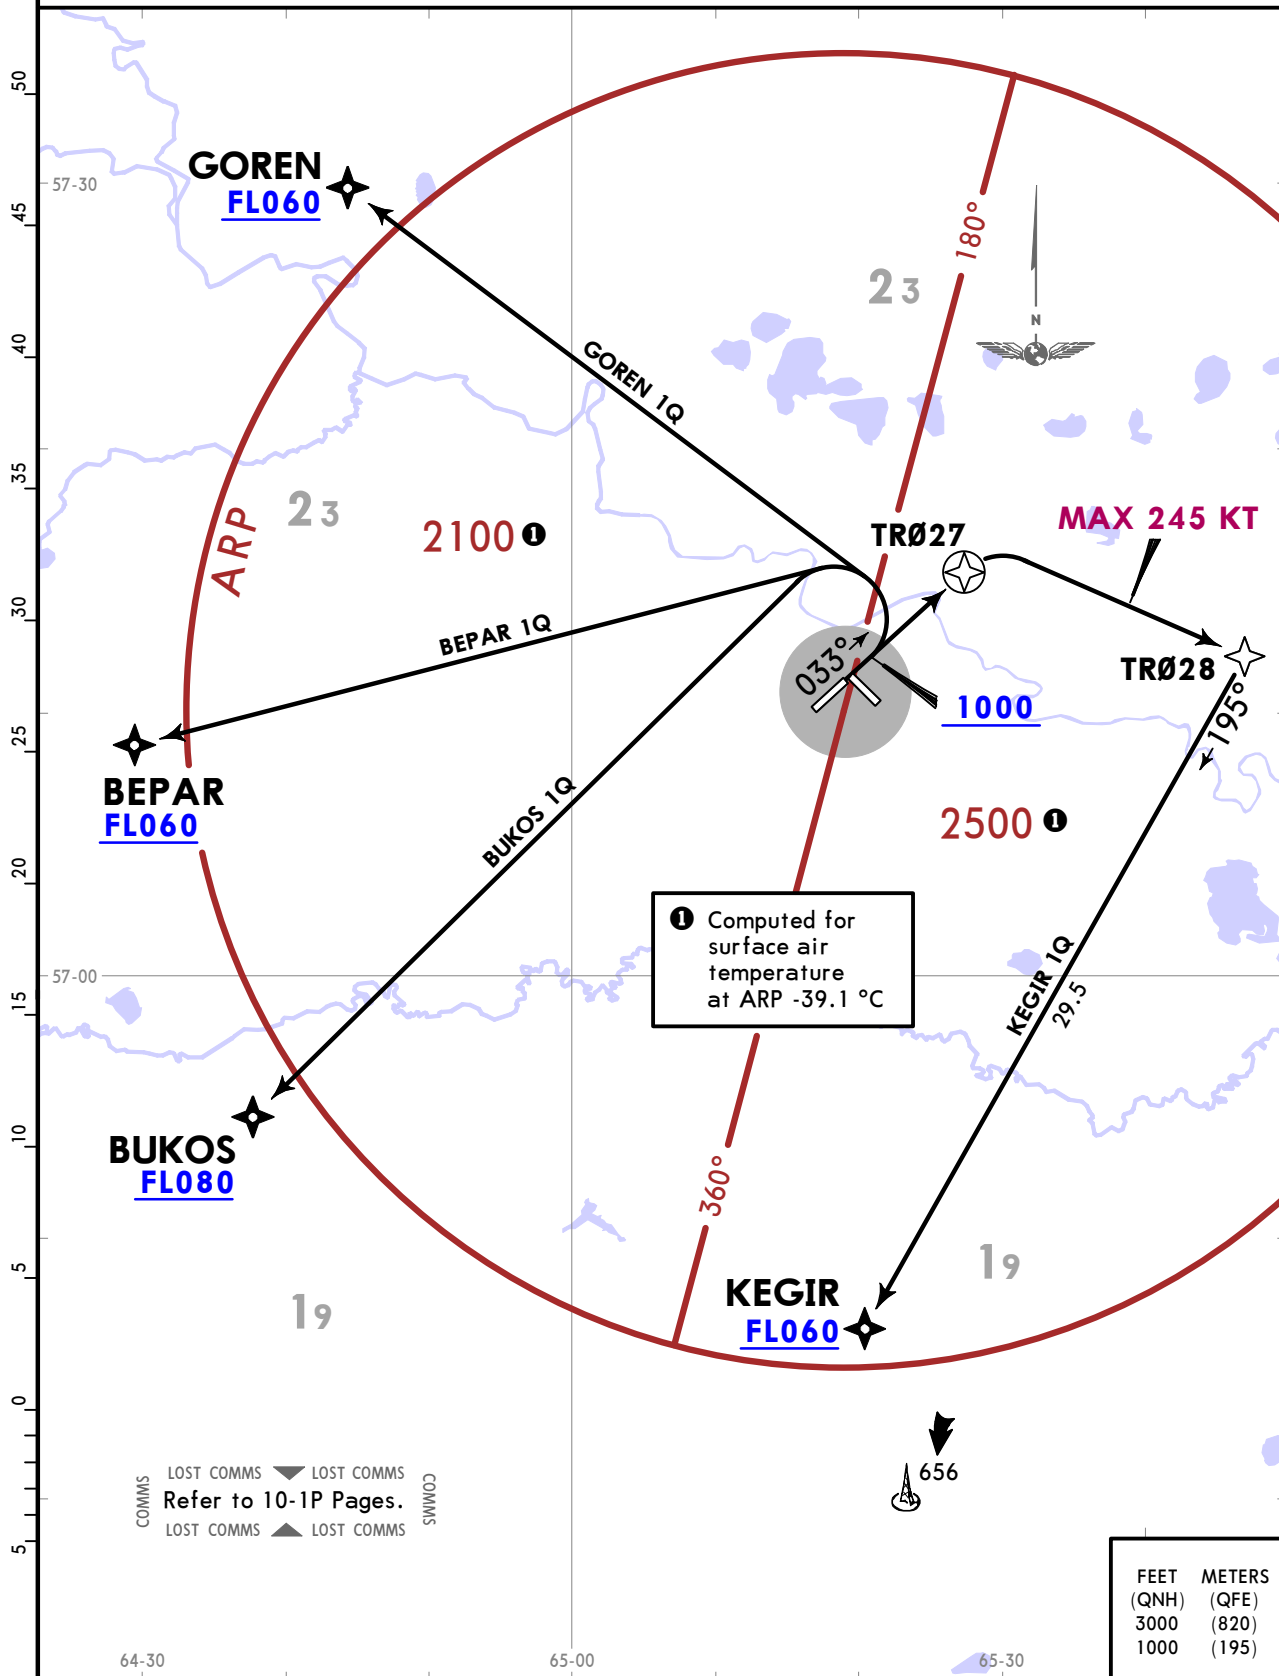 50
45
40
35
30
25
20
15
10
5
0
5
57-30
57-00
64-30
65-00
65-30
GOREN
FL060
180°
23
N
GOREN 1Q
ARP
23
2100 ❶
TRØ27
MAX 245 KT
BEPAR 1Q
033°
TRØ28
1000
195°
BEPAR
FL060
BUKOS 1Q
2500 ❶
❶ Computed for
surface air
temperature
at ARP -39.1 °C
KEGIR 1Q
29.5
BUKOS
FL080
360°
19
KEGIR
FL060
19
656
LOST COMMS LOST COMMS
COMMS
Refer to 10-1P Pages.
COMMS
LOST COMMS LOST COMMS
FEET METERS
(QNH) (QFE)
3000 (820)
1000 (195)